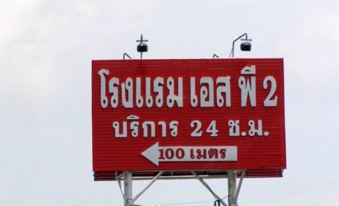 โรงแรม เอส พี 2
บริการ 24 ช.ม.
100 เมตร